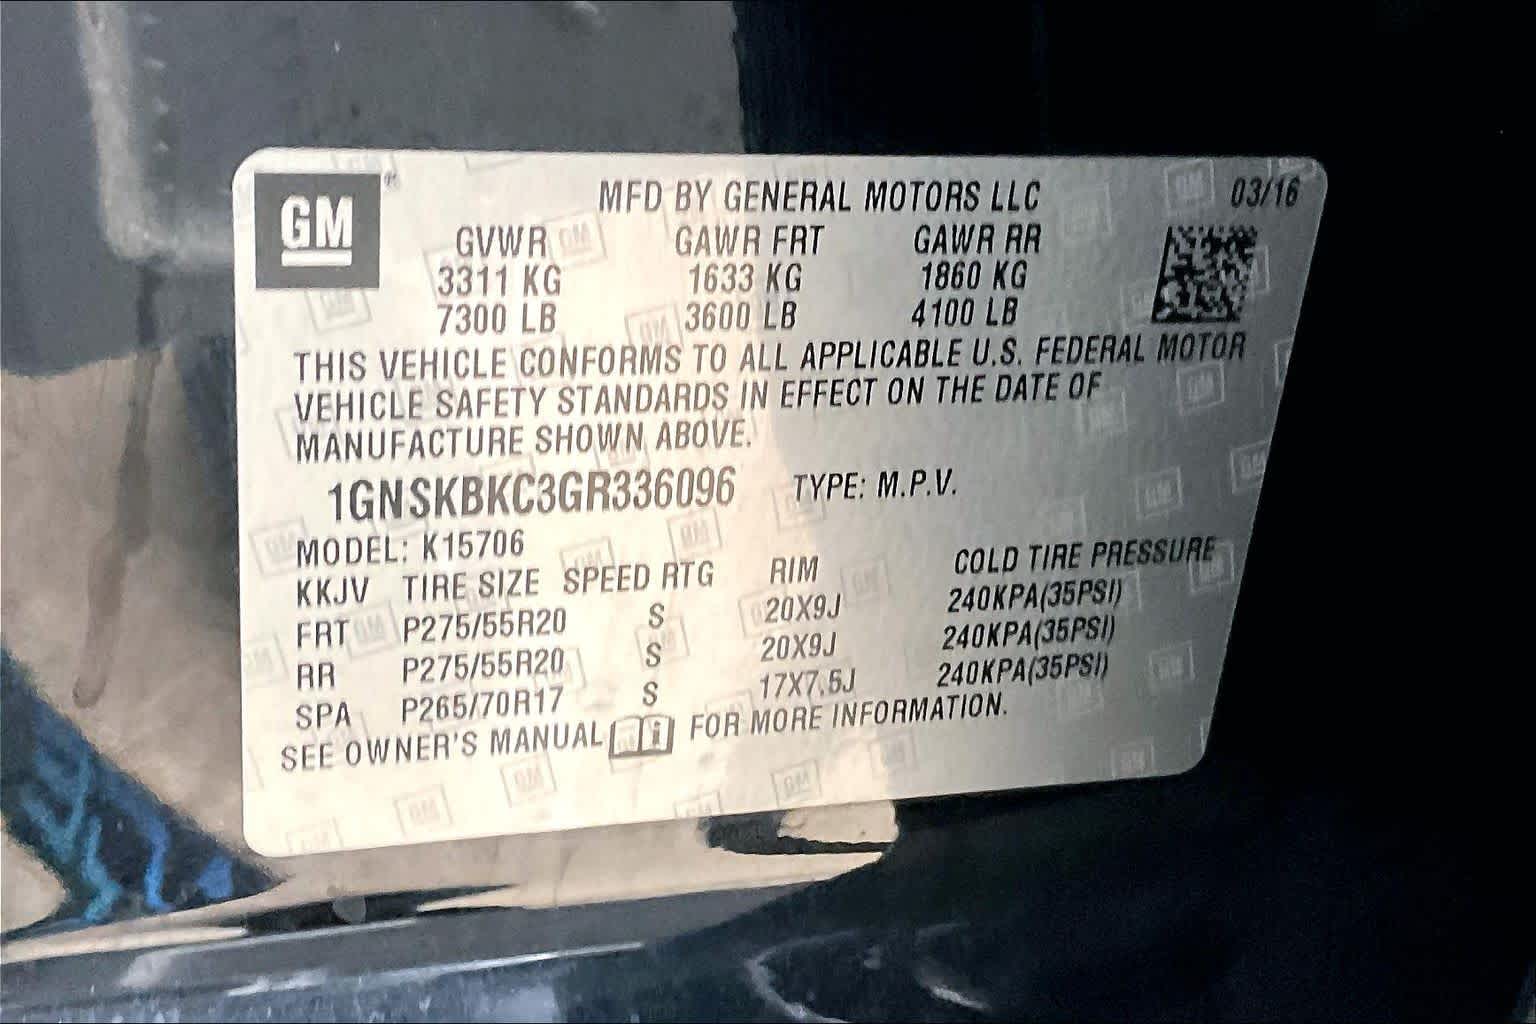 GM ®
MFD BY GENERAL MOTORS LLC 03/16
GVWR GAWR FRT GAWR RR
3311 KG 1633 KG 1860 KG
7300 LB 3600 LB 4100 LB
THIS VEHICLE CONFORMS TO ALL APPLICABLE U.S. FEDERAL MOTOR
VEHICLE SAFETY STANDARDS IN EFFECT ON THE DATE OF
MANUFACTURE SHOWN ABOVE.
1GNSKBKC3GR336096 TYPE: M.P.V.
MODEL: K15706
KKJV TIRE SIZE SPEED RTG RIM COLD TIRE PRESSURE
FRT P275/55R20 S 20X9J 240KPA(35PSI)
RR P275/55R20 S 20X9J 240KPA(35PSI)
SPA P265/70R17 S 17X7.5J 240KPA(35PSI)
SEE OWNER'S MANUAL FOR MORE INFORMATION.